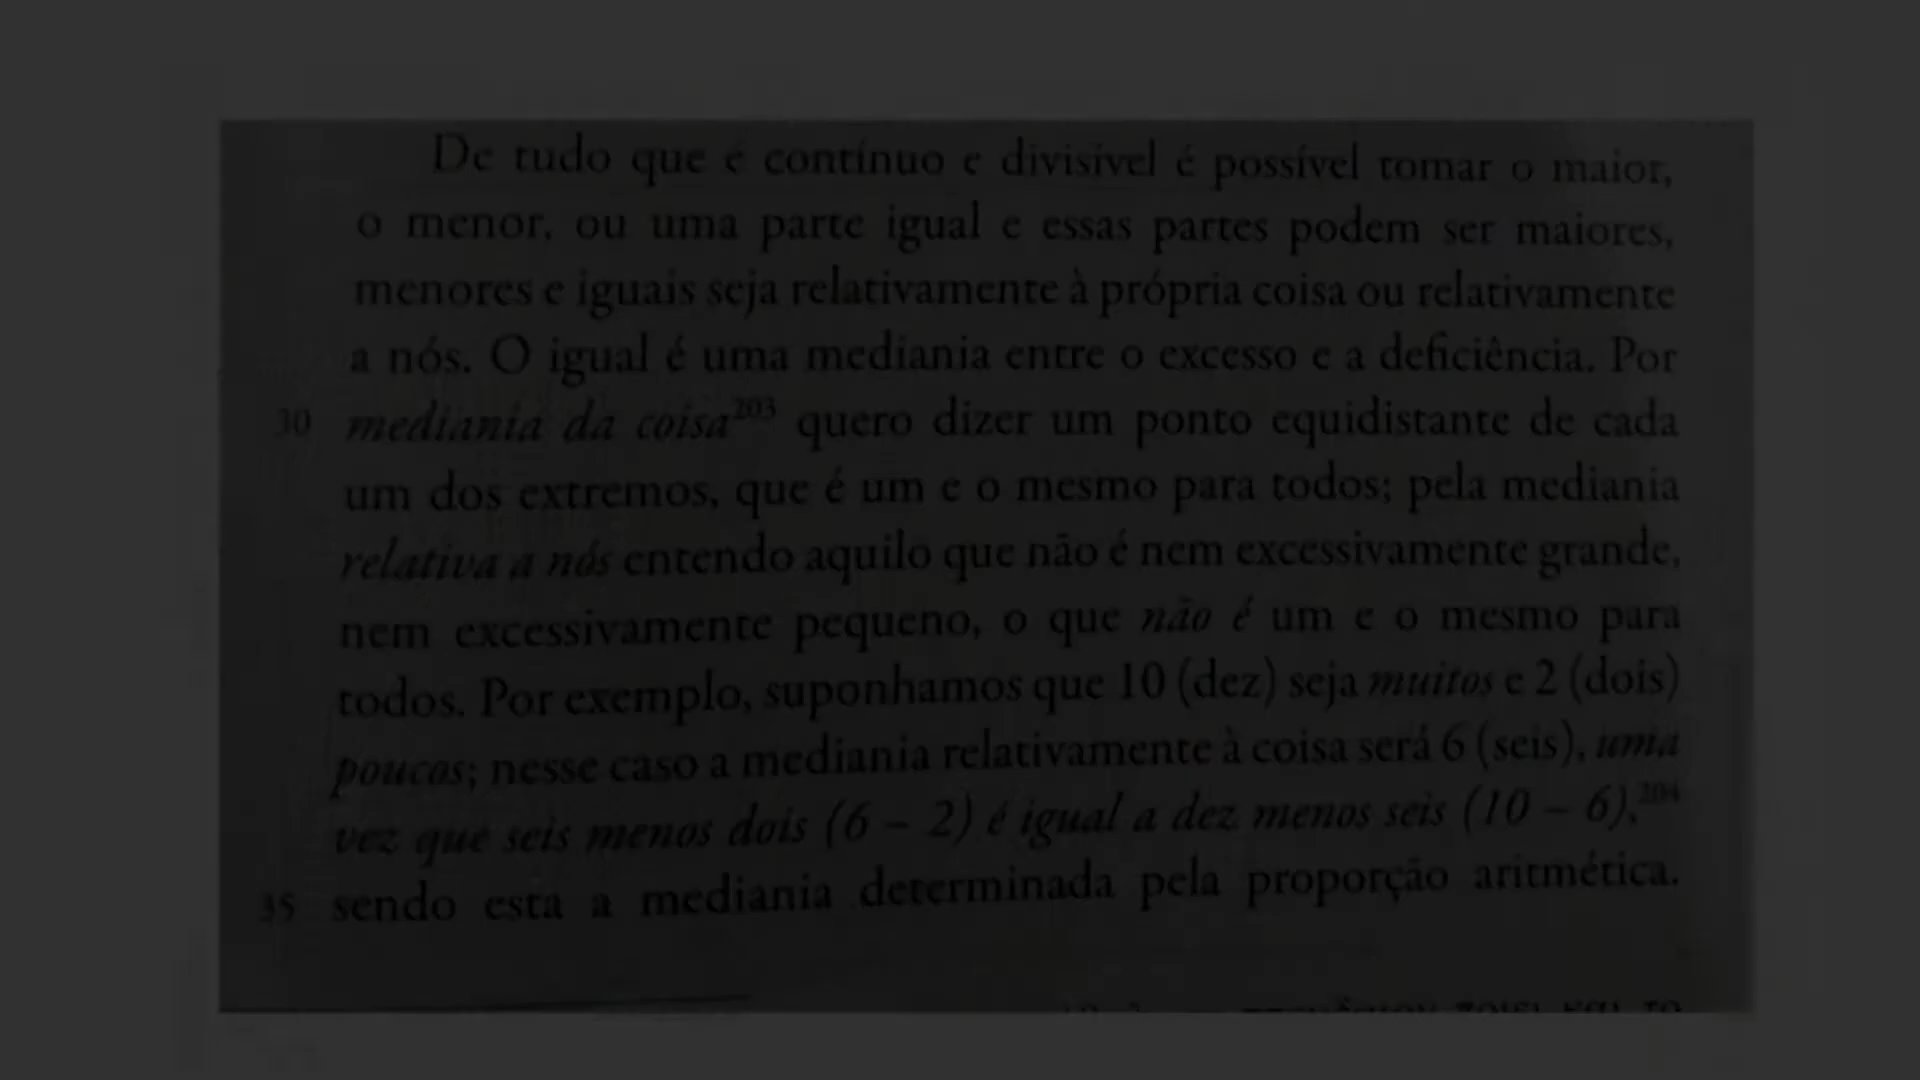 De tudo que é contínuo e divisível é possível tomar o maior,
o menor, ou uma parte igual e essas partes podem ser maiores,
menores e iguais seja relativamente à própria coisa ou relativamente
a nós. O igual é uma mediania entre o excesso e a deficiência. Por
30 mediania da coisa²⁰³ quero dizer um ponto equidistante de cada
um dos extremos, que é um e o mesmo para todos; pela mediania
relativa a nós entendo aquilo que não é nem excessivamente grande,
nem excessivamente pequeno, o que não é um e o mesmo para
todos. Por exemplo, suponhamos que 10 (dez) seja muitos e 2 (dois)
poucos; nesse caso a mediania relativamente à coisa será 6 (seis), uma
vez que seis menos dois (6 – 2) é igual a dez menos seis (10 – 6),²⁰⁴
35 sendo esta a mediania determinada pela proporção aritmética.